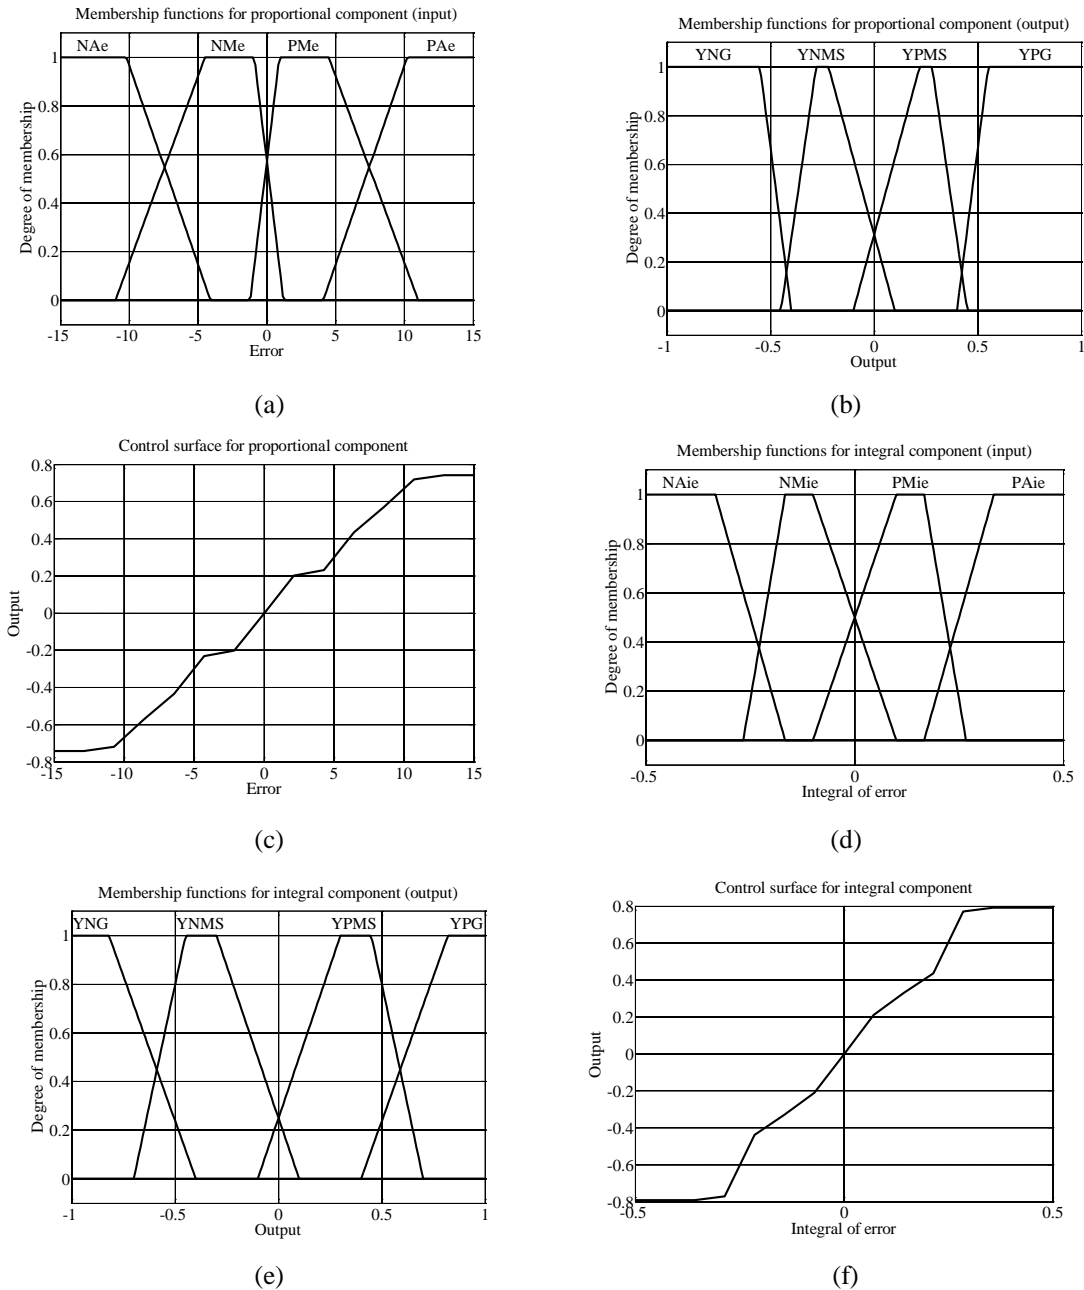 Membership functions for proportional component (input)
NAe NMe PMe PAe
Degree of membership
1
0.8
0.6
0.4
0.2
0
-15 -10 -5 0 5 10 15
Error
(a)
Membership functions for proportional component (output)
YNG YNMS YPMS YPG
Degree of membership
1
0.8
0.6
0.4
0.2
0
-1 -0.5 0 0.5 1
Output
(b)
Control surface for proportional component
Output
0.8
0.6
0.4
0.2
0
-0.2
-0.4
-0.6
-0.8
-15 -10 -5 0 5 10 15
Error
(c)
Membership functions for integral component (input)
NAie NMie PMie PAie
Degree of membership
1
0.8
0.6
0.4
0.2
0
-0.5 0 0.5
Integral of error
(d)
Membership functions for integral component (output)
YNG YNMS YPMS YPG
Degree of membership
1
0.8
0.6
0.4
0.2
0
-1 -0.5 0 0.5 1
Output
(e)
Control surface for integral component
Output
0.8
0.6
0.4
0.2
0
-0.2
-0.4
-0.6
-0.8
-0.5 0 0.5
Integral of error
(f)